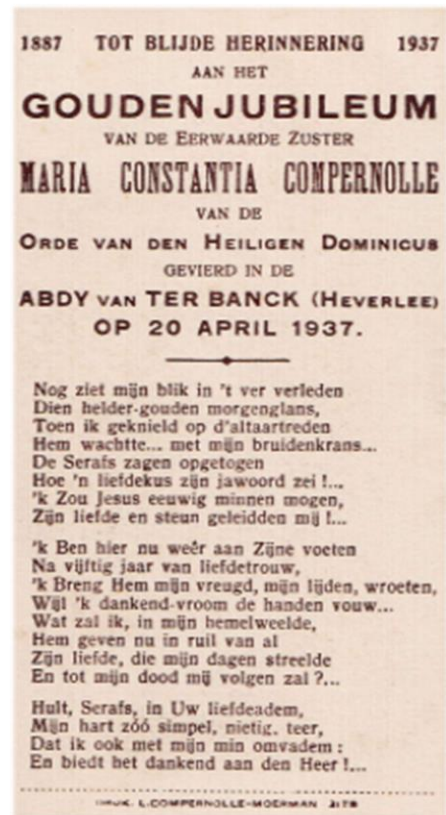 1887 TOT BLIJDE HERINNERING 1937
AAN HET
GOUDEN JUBILEUM
VAN DE EERWAARDE ZUSTER
MARIA CONSTANTIA COMPERNOLLE
VAN DE
ORDE VAN DEN HEILIGEN DOMINICUS
GEVIERD IN DE
ABDY VAN TER BANCK (HEVERLEE)
OP 20 APRIL 1937.
Nog ziet mijn blik in 't ver verleden
Dien helder-gouden morgenglans,
Toen ik geknield op d'altaartreden
Hem wachtte... met mijn bruidenkrans...
De Serafs zagen opgetogen
Hoe 'n liefdekus zijn jawoord zei !...
'k Zou Jesus eeuwig minnen mogen,
Zijn liefde en steun geleidden mij !...
'k Ben hier nu weêr aan Zijne voeten
Na vijftig jaar van liefdetrouw,
'k Breng Hem mijn vreugd, mijn lijden, wroeten,
Wijl 'k dankend-vroom de handen vouw...
Wat zal ik, in mijn hemelweelde,
Hem geven nu in ruil van al
Zijn liefde, die mijn dagen streelde
En tot mijn dood mij volgen zal ?...
Hult, Serafs, in Uw liefdeadem,
Mijn hart zóó simpel, nietig, teer,
Dat ik ook met mijn min omvadem :
En biedt het dankend aan den Heer !...
DRUK. L. COMPERNOLLE-MOERMAN